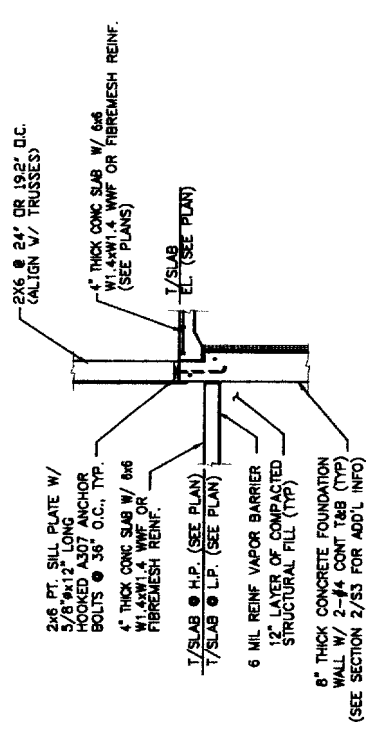 2X6 @ 24" OR 19.2" O.C.
(ALIGN W/ TRUSSES)
4" THICK CONC SLAB W/ 6x6
W1.4xW1.4 WWF OR FIBREMESH REINF.
(SEE PLANS)
T/SLAB
EL. (SEE PLAN)
2x6 PT. SILL PLATE W/
5/8"øx12" LONG
HOOKED A307 ANCHOR
BOLTS @ 36" O.C., TYP.
4" THICK CONC SLAB W/ 6x6
W1.4xW1.4 WWF OR
FIBREMESH REINF.
T/SLAB @ H.P. (SEE PLAN)
T/SLAB @ L.P. (SEE PLAN)
6 MIL REINF VAPOR BARRIER
12" LAYER OF COMPACTED
STRUCTURAL FILL (TYP)
8" THICK CONCRETE FOUNDATION
WALL W/ 2-#4 CONT T&B (TYP)
(SEE SECTION 2/S3 FOR ADD'L INFO)